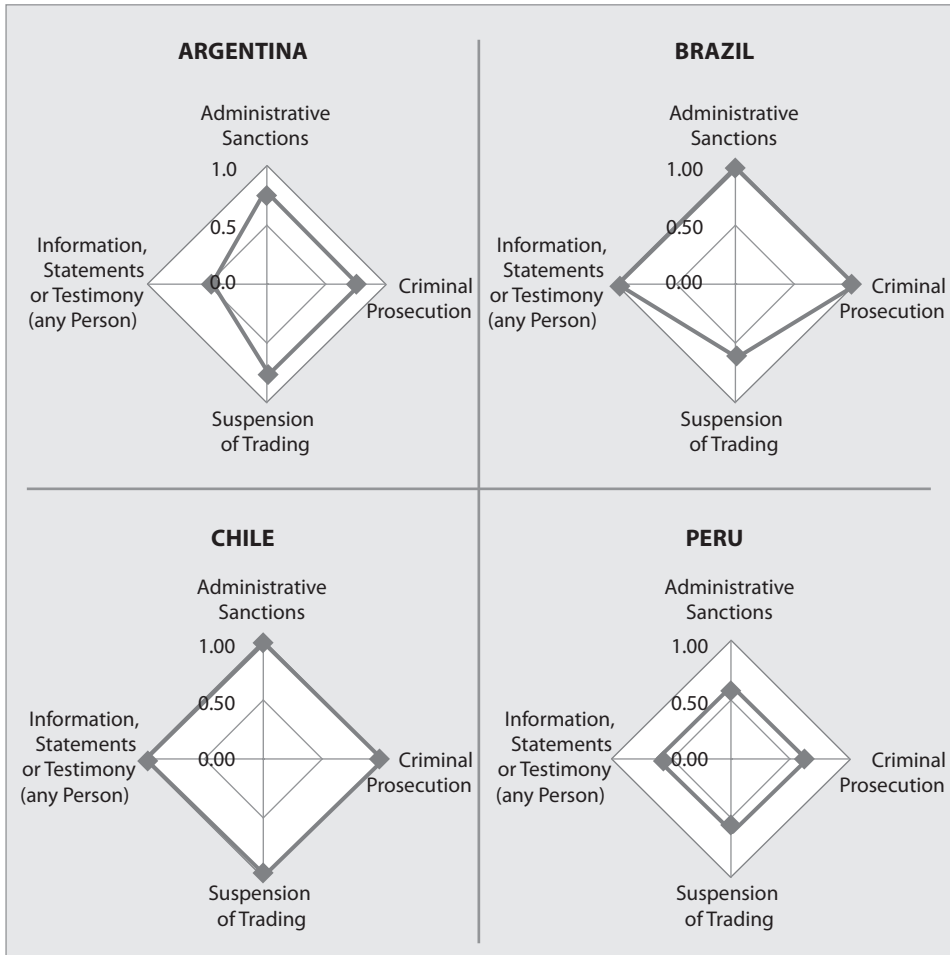 ARGENTINA
Administrative
Sanctions
1.0
0.5
0.0
Information,
Statements
or Testimony
(any Person)
Criminal
Prosecution
Suspension
of Trading
BRAZIL
Administrative
Sanctions
1.00
0.50
0.00
Information,
Statements
or Testimony
(any Person)
Criminal
Prosecution
Suspension
of Trading
CHILE
Administrative
Sanctions
1.00
0.50
0.00
Information,
Statements
or Testimony
(any Person)
Criminal
Prosecution
Suspension
of Trading
PERU
Administrative
Sanctions
1.00
0.50
0.00
Information,
Statements
or Testimony
(any Person)
Criminal
Prosecution
Suspension
of Trading